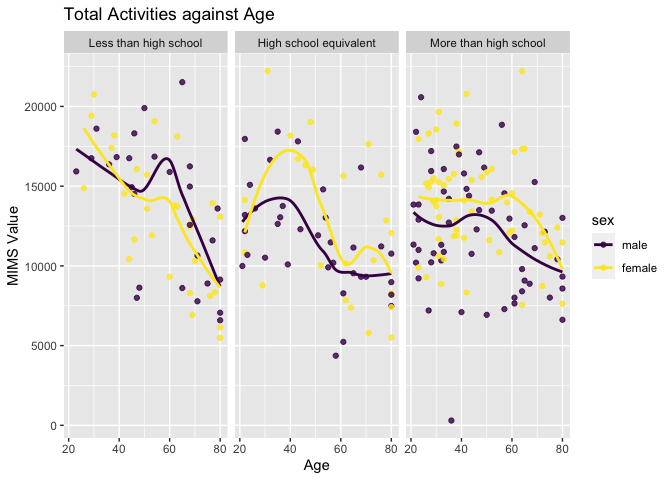 Total Activities against Age
Less than high school
High school equivalent
More than high school
20000
15000
10000
5000
0
MIMS Value
20 40 60 80 20 40 60 80 20 40 60 80
Age
sex
male
female